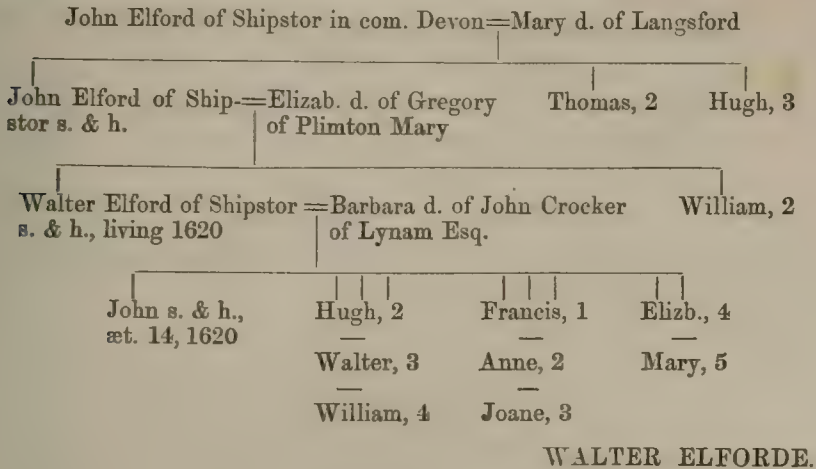 John Elford of Shipstor in com. Devon=Mary d. of Langsford
John Elford of Ship-=Elizab. d. of Gregory Thomas, 2 Hugh, 3
stor s. & h. of Plimton Mary
Walter Elford of Shipstor=Barbara d. of John Crocker William, 2
s. & h., living 1620 of Lynam Esq.
John s. & h., Hugh, 2 Francis, 1 Elizb., 4
æt. 14, 1620
Walter, 3 Anne, 2 Mary, 5
William, 4 Joane, 3
WALTER ELFORDE.